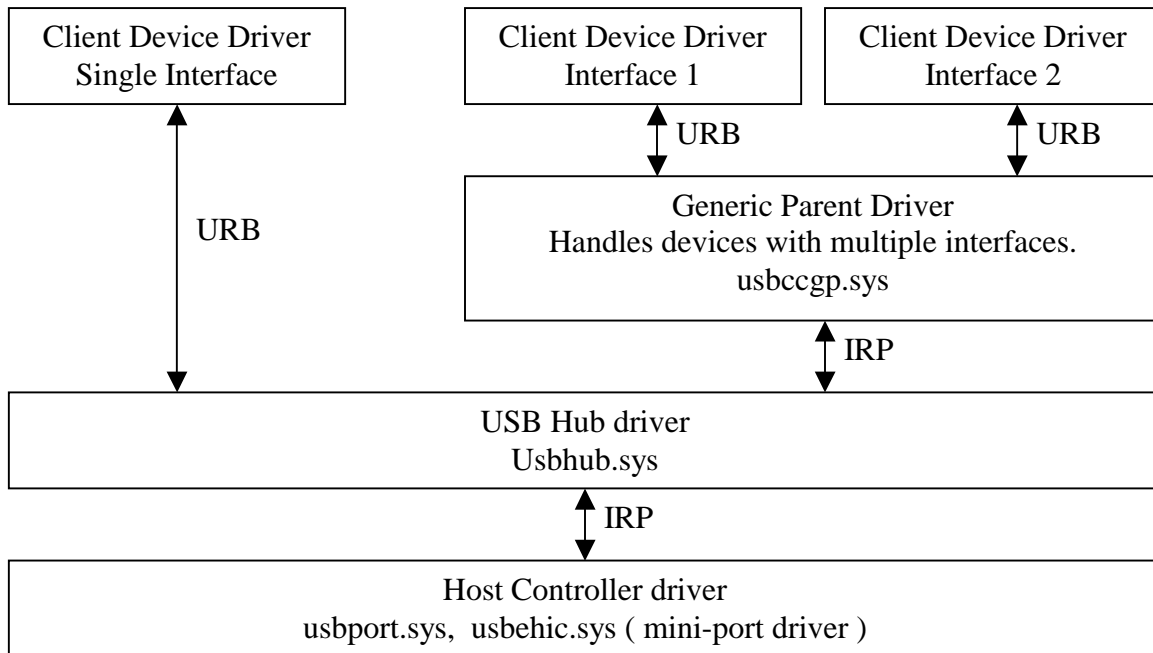 Client Device Driver
Single Interface
Client Device Driver
Interface 1
Client Device Driver
Interface 2
URB
URB
URB
Generic Parent Driver
Handles devices with multiple interfaces.
usbccgp.sys
IRP
USB Hub driver
Usbhub.sys
IRP
Host Controller driver
usbport.sys,  usbehic.sys ( mini-port driver )